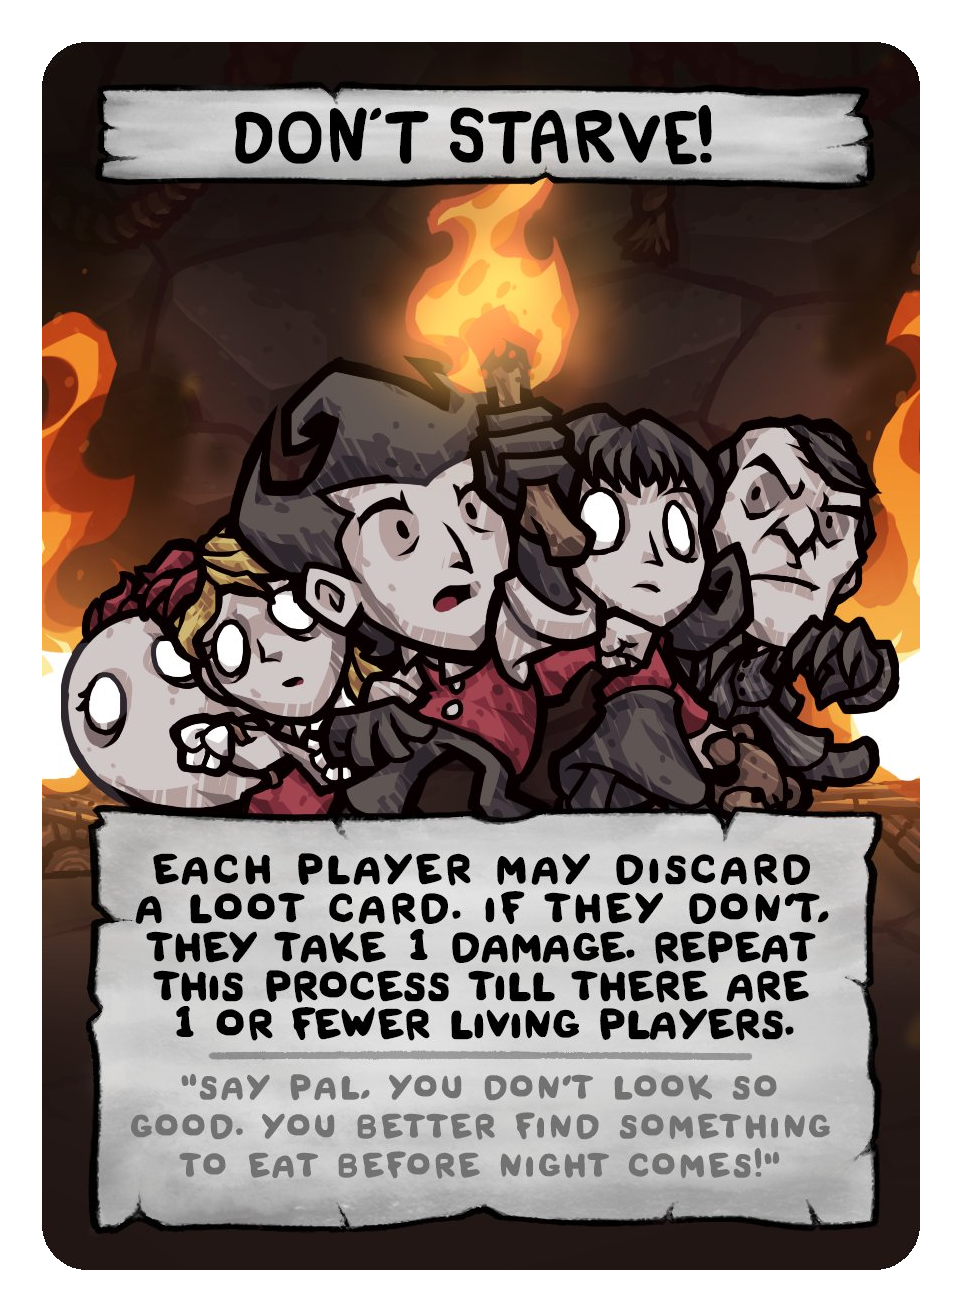 DON'T STARVE!
EACH PLAYER MAY DISCARD
A LOOT CARD. IF THEY DON'T,
THEY TAKE 1 DAMAGE. REPEAT
THIS PROCESS TILL THERE ARE
1 OR FEWER LIVING PLAYERS.
"SAY PAL, YOU DON'T LOOK SO
GOOD. YOU BETTER FIND SOMETHING
TO EAT BEFORE NIGHT COMES!"